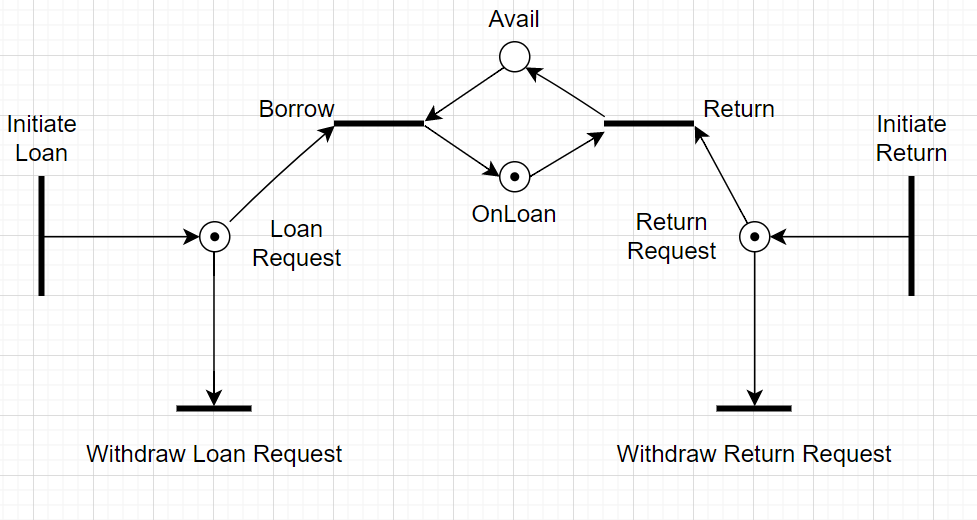 Avail
Borrow
Return
Initiate
Loan
Initiate
Return
OnLoan
Loan
Request
Return
Request
Withdraw Loan Request
Withdraw Return Request